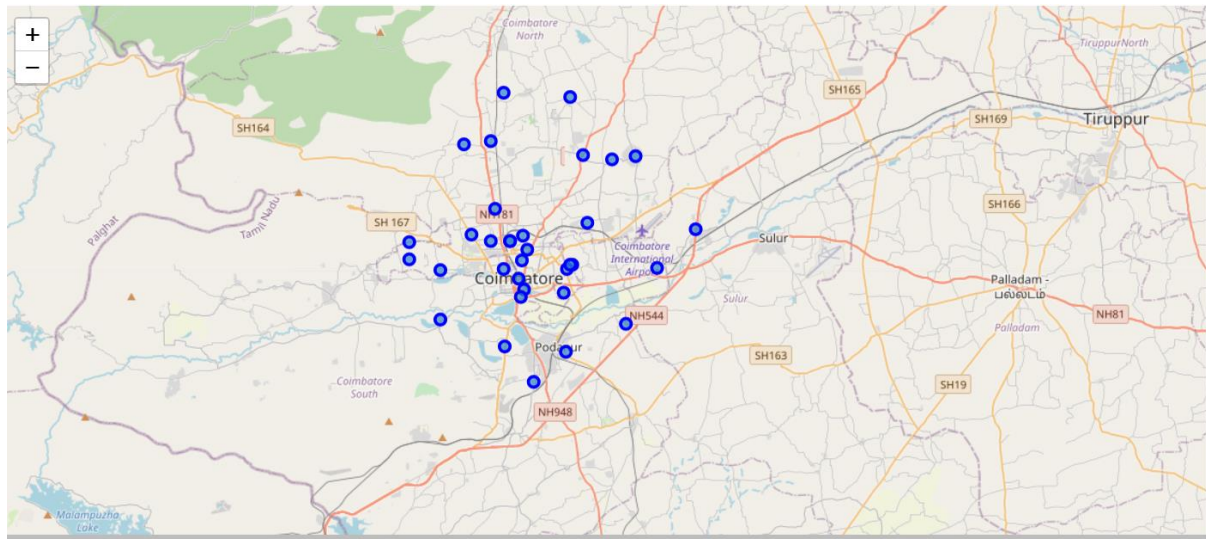 +
−
Coimbatore
North
TiruppurNorth
SH165
Tiruppur
SH169
SH164
SH166
Palghat
Tamil Nadu
SH 167
NH181
Coimbatore
International
Airport
Sulur
Coimbatore
Sulur
Palladam -
பல்லடம்
Palladam
NH81
NH544
Podanur
SH163
Coimbatore
South
SH19
NH948
Malampuzha
Lake